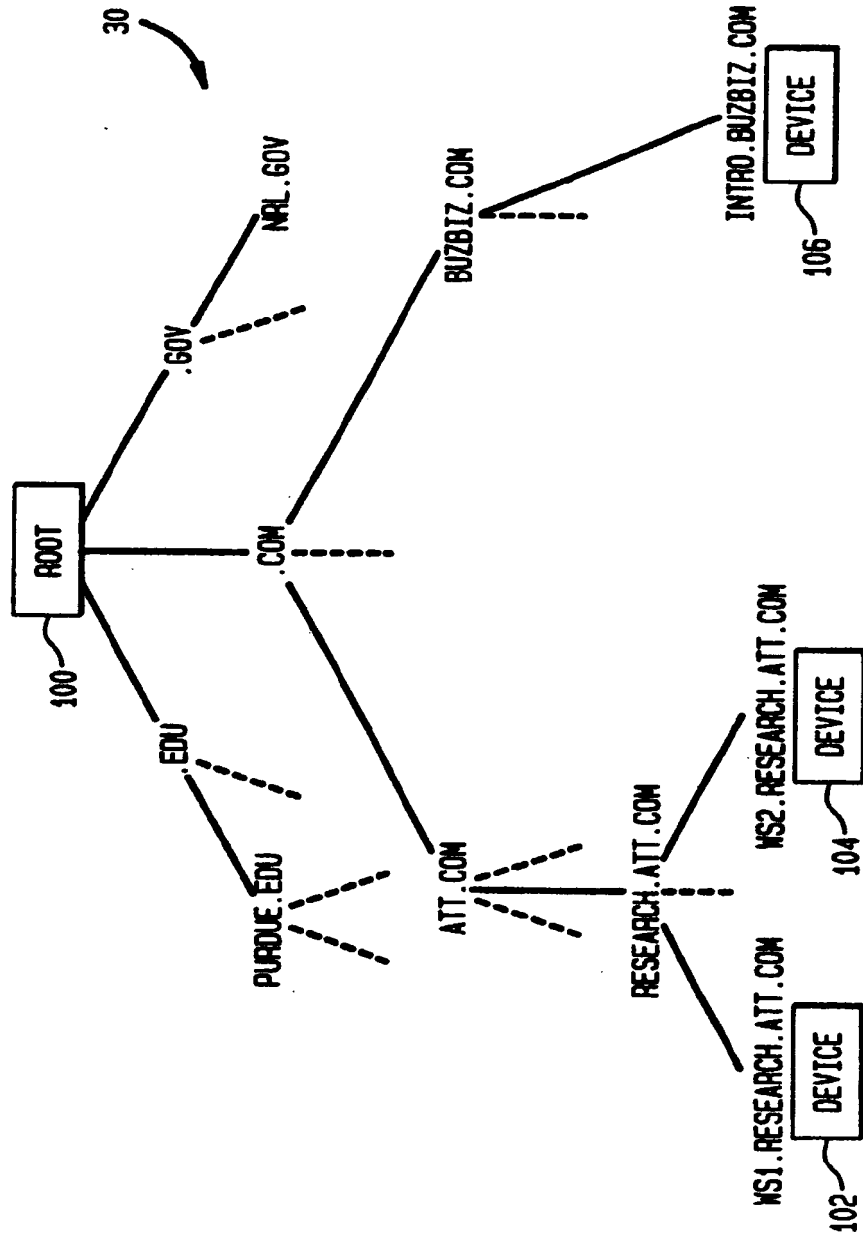 30
ROOT
100
.EDU
.GOV
PURDUE.EDU
NRL.GOV
.COM
ATT.COM
BUZBIZ.COM
RESEARCH.ATT.COM
WS1.RESEARCH.ATT.COM
WS2.RESEARCH.ATT.COM
INTRO.BUZBIZ.COM
DEVICE
DEVICE
DEVICE
102
104
106